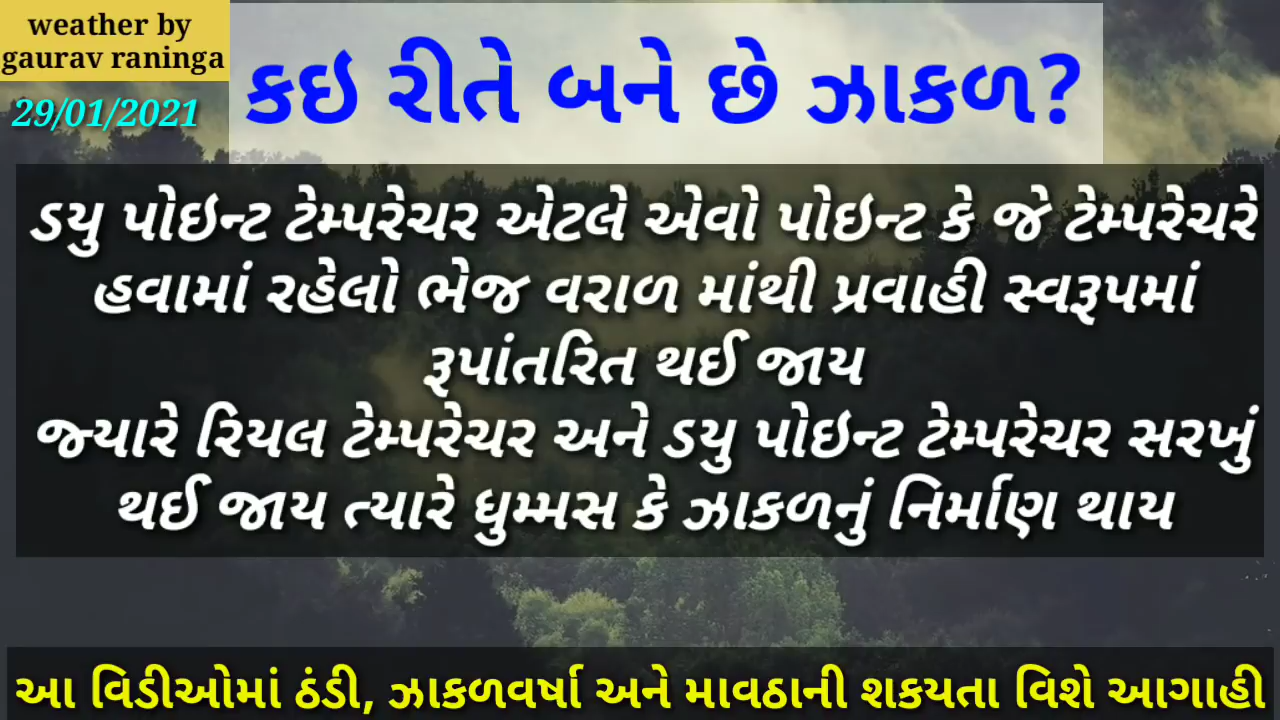 weather by
gaurav raninga
29/01/2021
કઇ રીતે બને છે ઝાકળ?
ડયુ પોઇન્ટ ટેમ્પરેચર એટલે એવો પોઇન્ટ કે જે ટેમ્પરેચરે
હવામાં રહેલો ભેજ વરાળ માંથી પ્રવાહી સ્વરૂપમાં
રૂપાંતરિત થઈ જાય
જ્યારે રિયલ ટેમ્પરેચર અને ડયુ પોઇન્ટ ટેમ્પરેચર સરખું
થઈ જાય ત્યારે ધુમ્મસ કે ઝાકળનું નિર્માણ થાય
આ વિડીઓમાં ઠંડી, ઝાકળવર્ષા અને માવઠાની શકયતા વિશે આગાહી